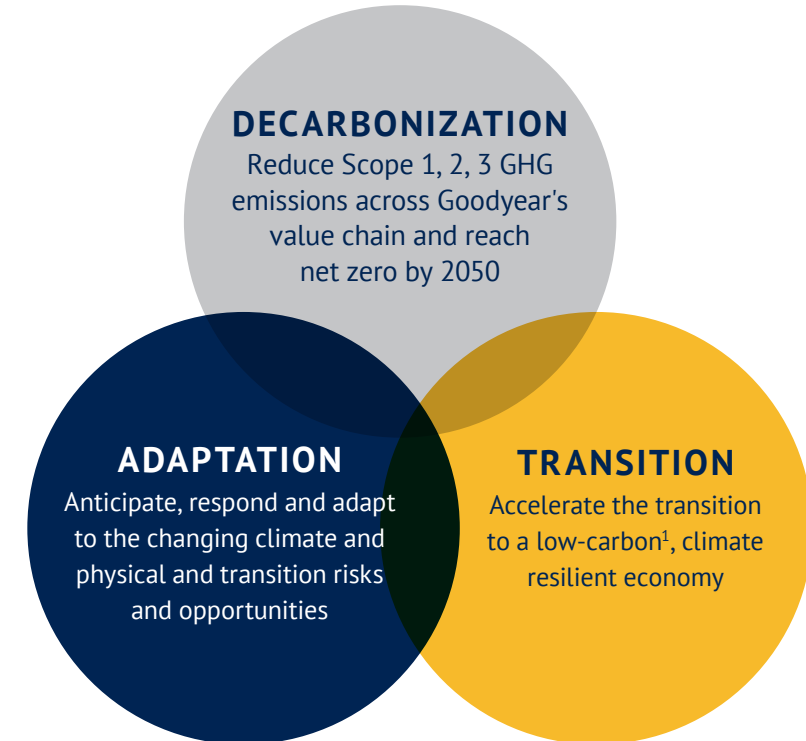 DECARBONIZATION
Reduce Scope 1, 2, 3 GHG
emissions across Goodyear's
value chain and reach
net zero by 2050
ADAPTATION
Anticipate, respond and adapt
to the changing climate and
physical and transition risks
and opportunities
TRANSITION
Accelerate the transition
to a low-carbon¹, climate
resilient economy